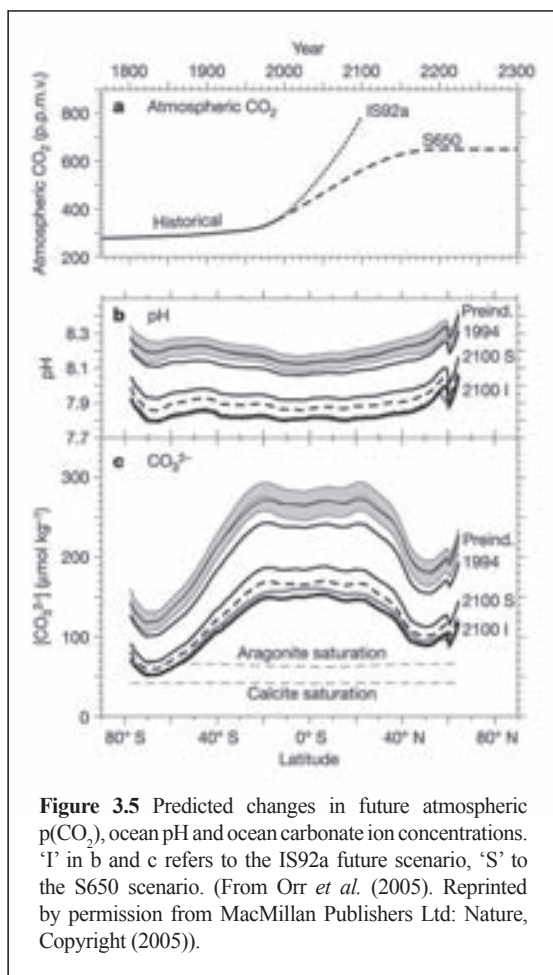 Year
1800 1900 2000 2100 2200 2300
a Atmospheric CO₂
IS92a
S650
Historical
Atmospheric CO₂ (p.p.m.v.)
800
600
400
200
b pH
Preind.
1994
2100 S
2100 I
pH
8.3
8.1
7.9
7.7
c CO₃²⁻
Preind.
1994
2100 S
2100 I
[CO₃²⁻] (μmol kg⁻¹)
300
200
100
0
Aragonite saturation
Calcite saturation
80° S 40° S 0° S 40° N 80° N
Latitude
Figure 3.5 Predicted changes in future atmospheric
p(CO₂), ocean pH and ocean carbonate ion concentrations.
‘I’ in b and c refers to the IS92a future scenario, ‘S’ to
the S650 scenario. (From Orr et al. (2005). Reprinted
by permission from MacMillan Publishers Ltd: Nature,
Copyright (2005)).